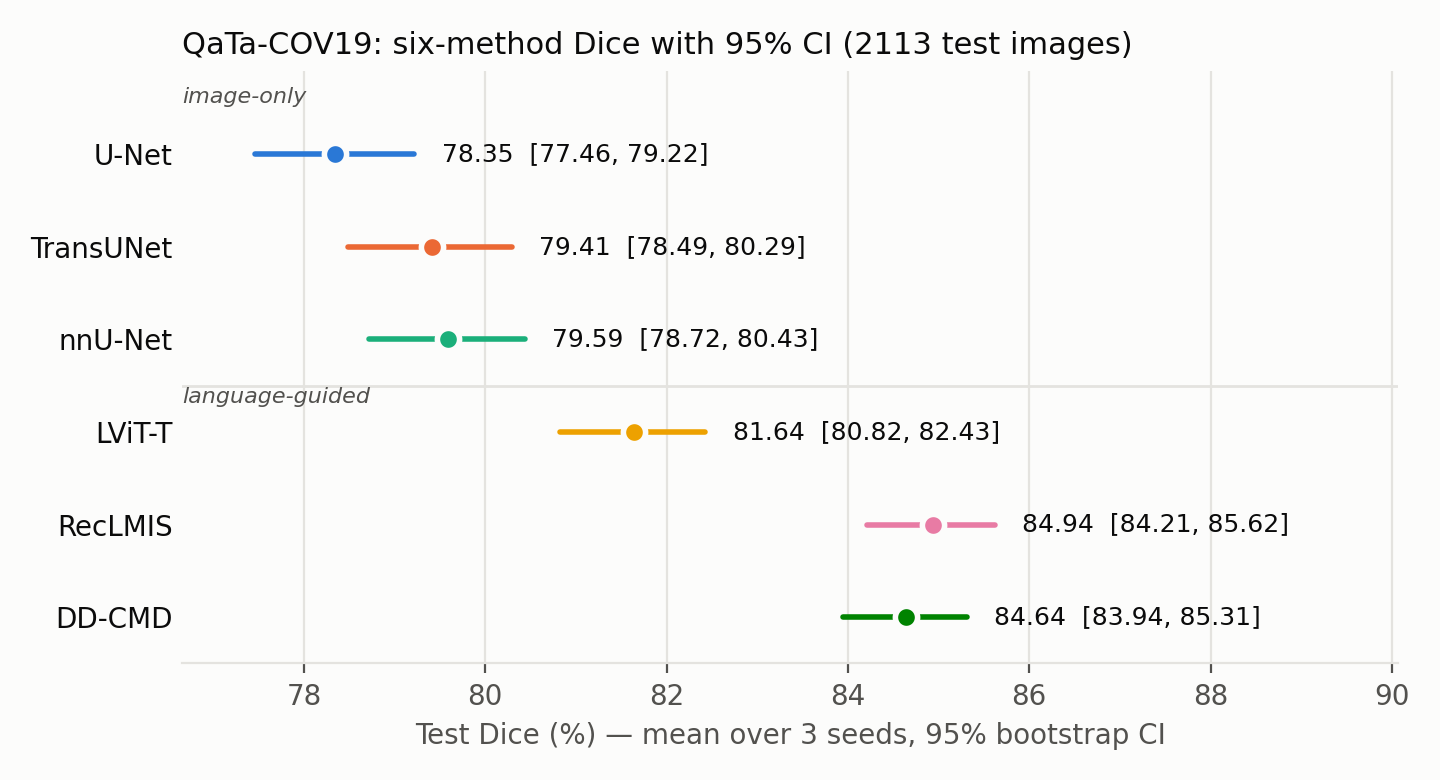 QaTa-COV19: six-method Dice with 95% CI (2113 test images)
image-only
U-Net 78.35 [77.46, 79.22]
TransUNet 79.41 [78.49, 80.29]
nnU-Net 79.59 [78.72, 80.43]
language-guided
LViT-T 81.64 [80.82, 82.43]
RecLMIS 84.94 [84.21, 85.62]
DD-CMD 84.64 [83.94, 85.31]
78 80 82 84 86 88 90
Test Dice (%) — mean over 3 seeds, 95% bootstrap CI